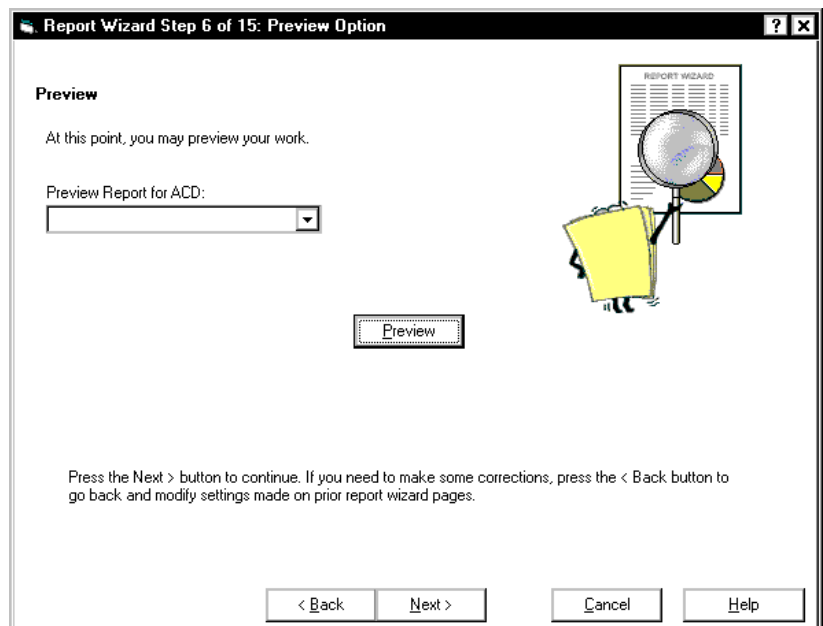 Report Wizard Step 6 of 15: Preview Option
REPORT WIZARD
Preview
At this point, you may preview your work.
Preview Report for ACD:
Preview
Press the Next > button to continue. If you need to make some corrections, press the < Back button to
go back and modify settings made on prior report wizard pages.
< Back Next > Cancel Help